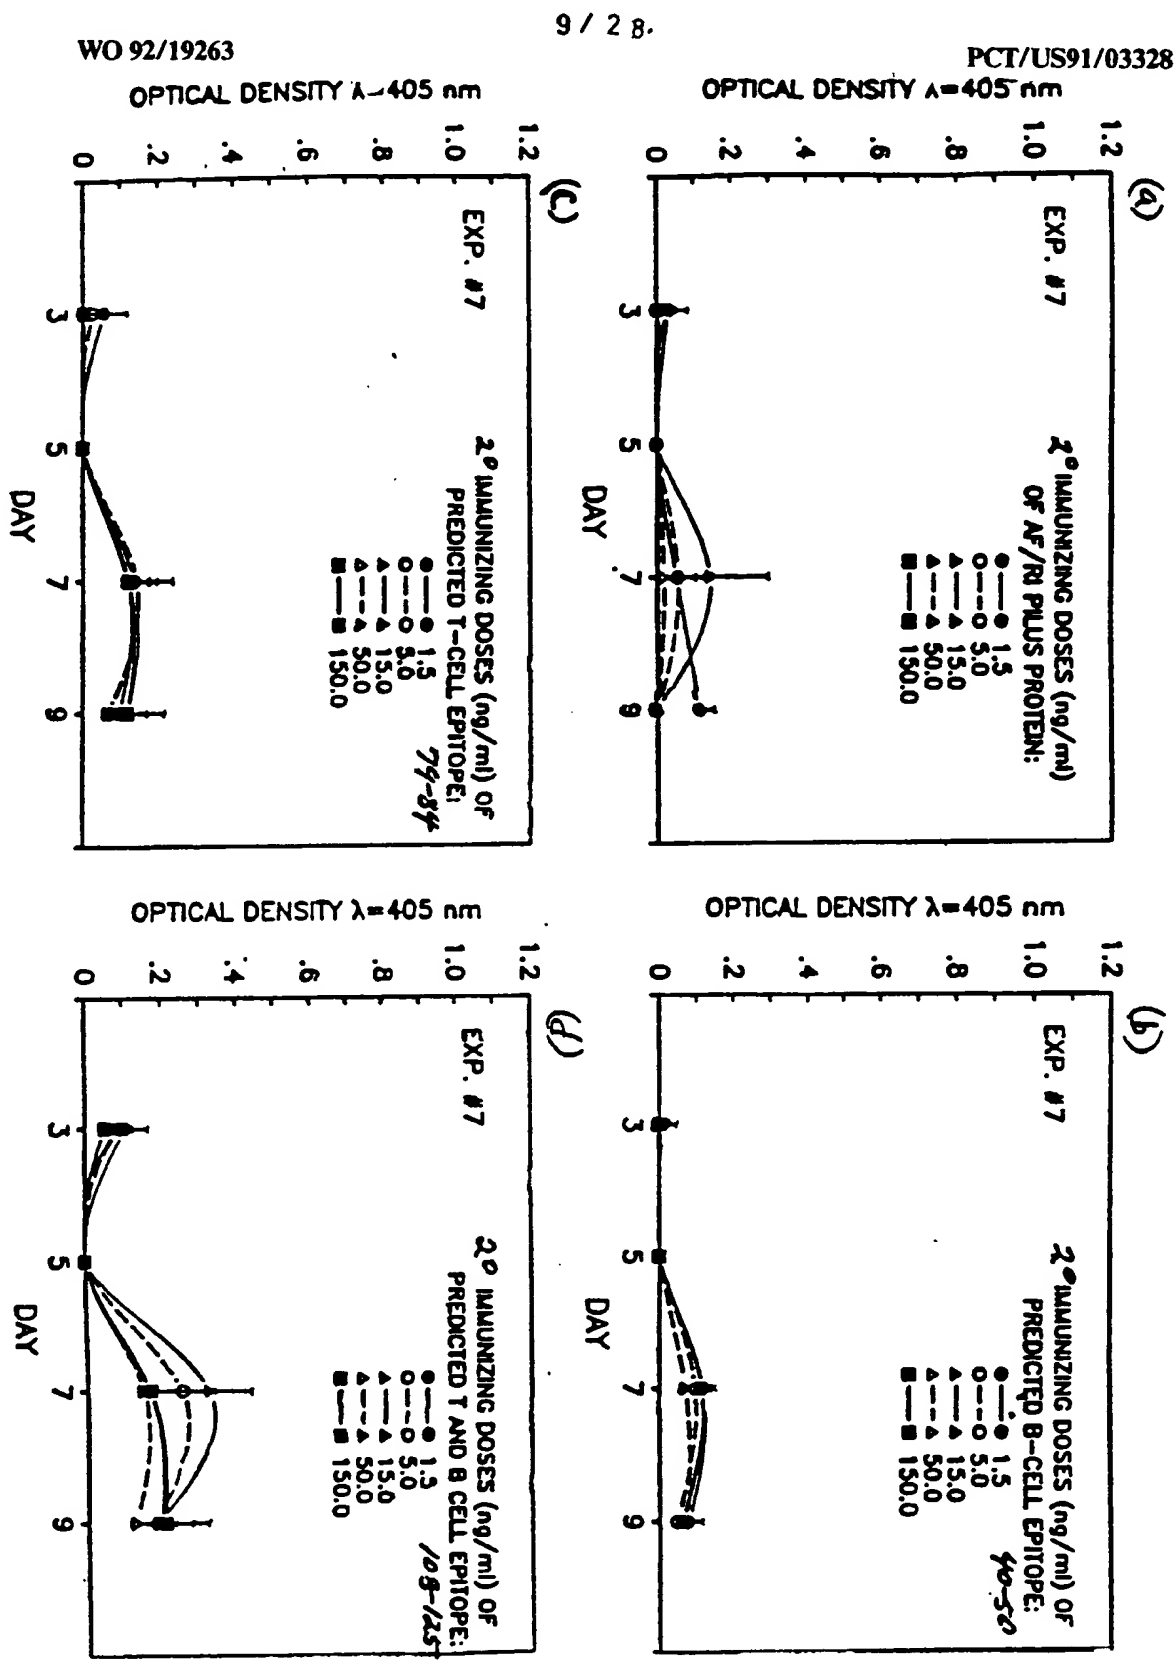 9 / 28.
WO 92/19263
PCT/US91/03328
(a)
OPTICAL DENSITY λ=405 nm
1.2
1.0
.8
.6
.4
.2
0
EXP. #7
2° IMMUNIZING DOSES (ng/ml)
OF AF/R1 PILUS PROTEIN:
1.5
5.0
15.0
50.0
150.0
3
5
7
9
DAY
(b)
OPTICAL DENSITY λ=405 nm
1.2
1.0
.8
.6
.4
.2
0
EXP. #7
2° IMMUNIZING DOSES (ng/ml) OF
PREDICTED B-CELL EPITOPE:
40-50
1.5
5.0
15.0
50.0
150.0
3
5
7
9
DAY
(c)
OPTICAL DENSITY λ-405 nm
1.2
1.0
.8
.6
.4
.2
0
EXP. #7
2° IMMUNIZING DOSES (ng/ml) OF
PREDICTED T-CELL EPITOPE:
79-84
1.5
5.0
15.0
50.0
150.0
3
5
7
9
DAY
(d)
OPTICAL DENSITY λ=405 nm
1.2
1.0
.8
.6
.4
.2
0
EXP. #7
2° IMMUNIZING DOSES (ng/ml) OF
PREDICTED T AND B CELL EPITOPE:
108-125
1.5
5.0
15.0
50.0
150.0
3
5
7
9
DAY